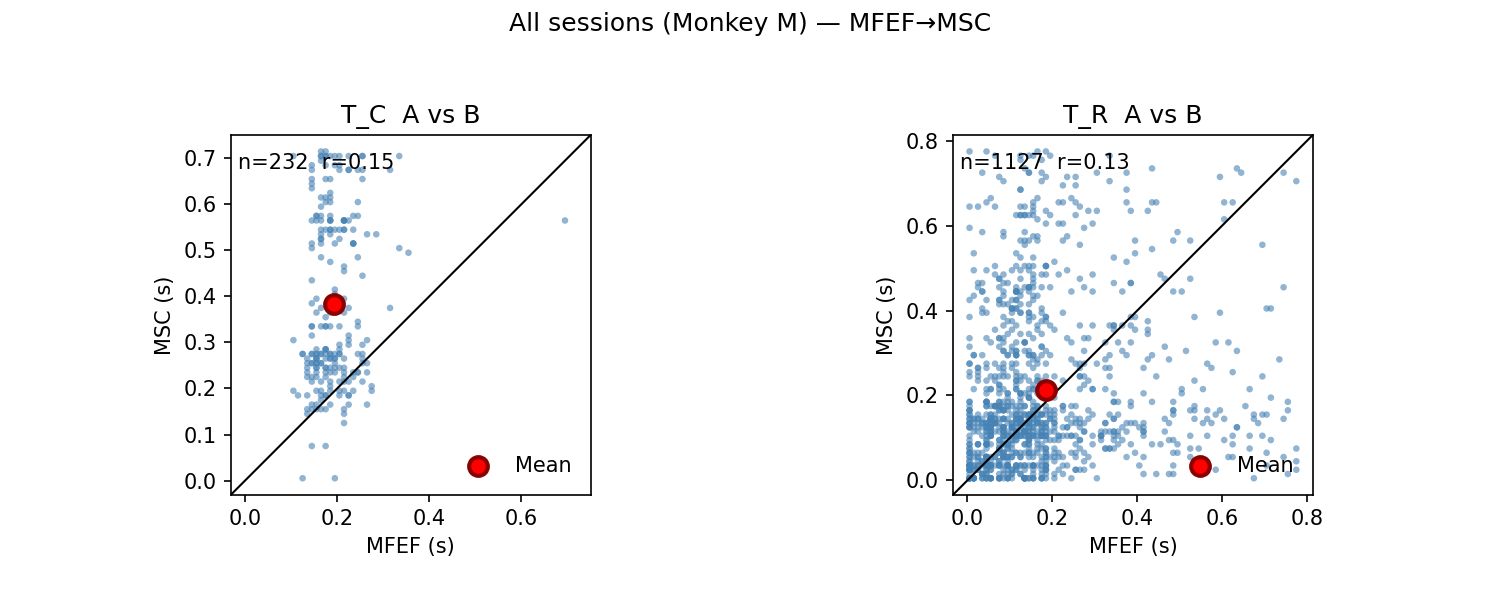 All sessions (Monkey M) — MFEF→MSC
T_C  A vs B
n=232  r=0.15
0.7
0.6
0.5
0.4
0.3
0.2
0.1
0.0
MSC (s)
Mean
0.0 0.2 0.4 0.6
MFEF (s)
T_R  A vs B
n=1127  r=0.13
0.8
0.6
0.4
0.2
0.0
MSC (s)
Mean
0.0 0.2 0.4 0.6 0.8
MFEF (s)